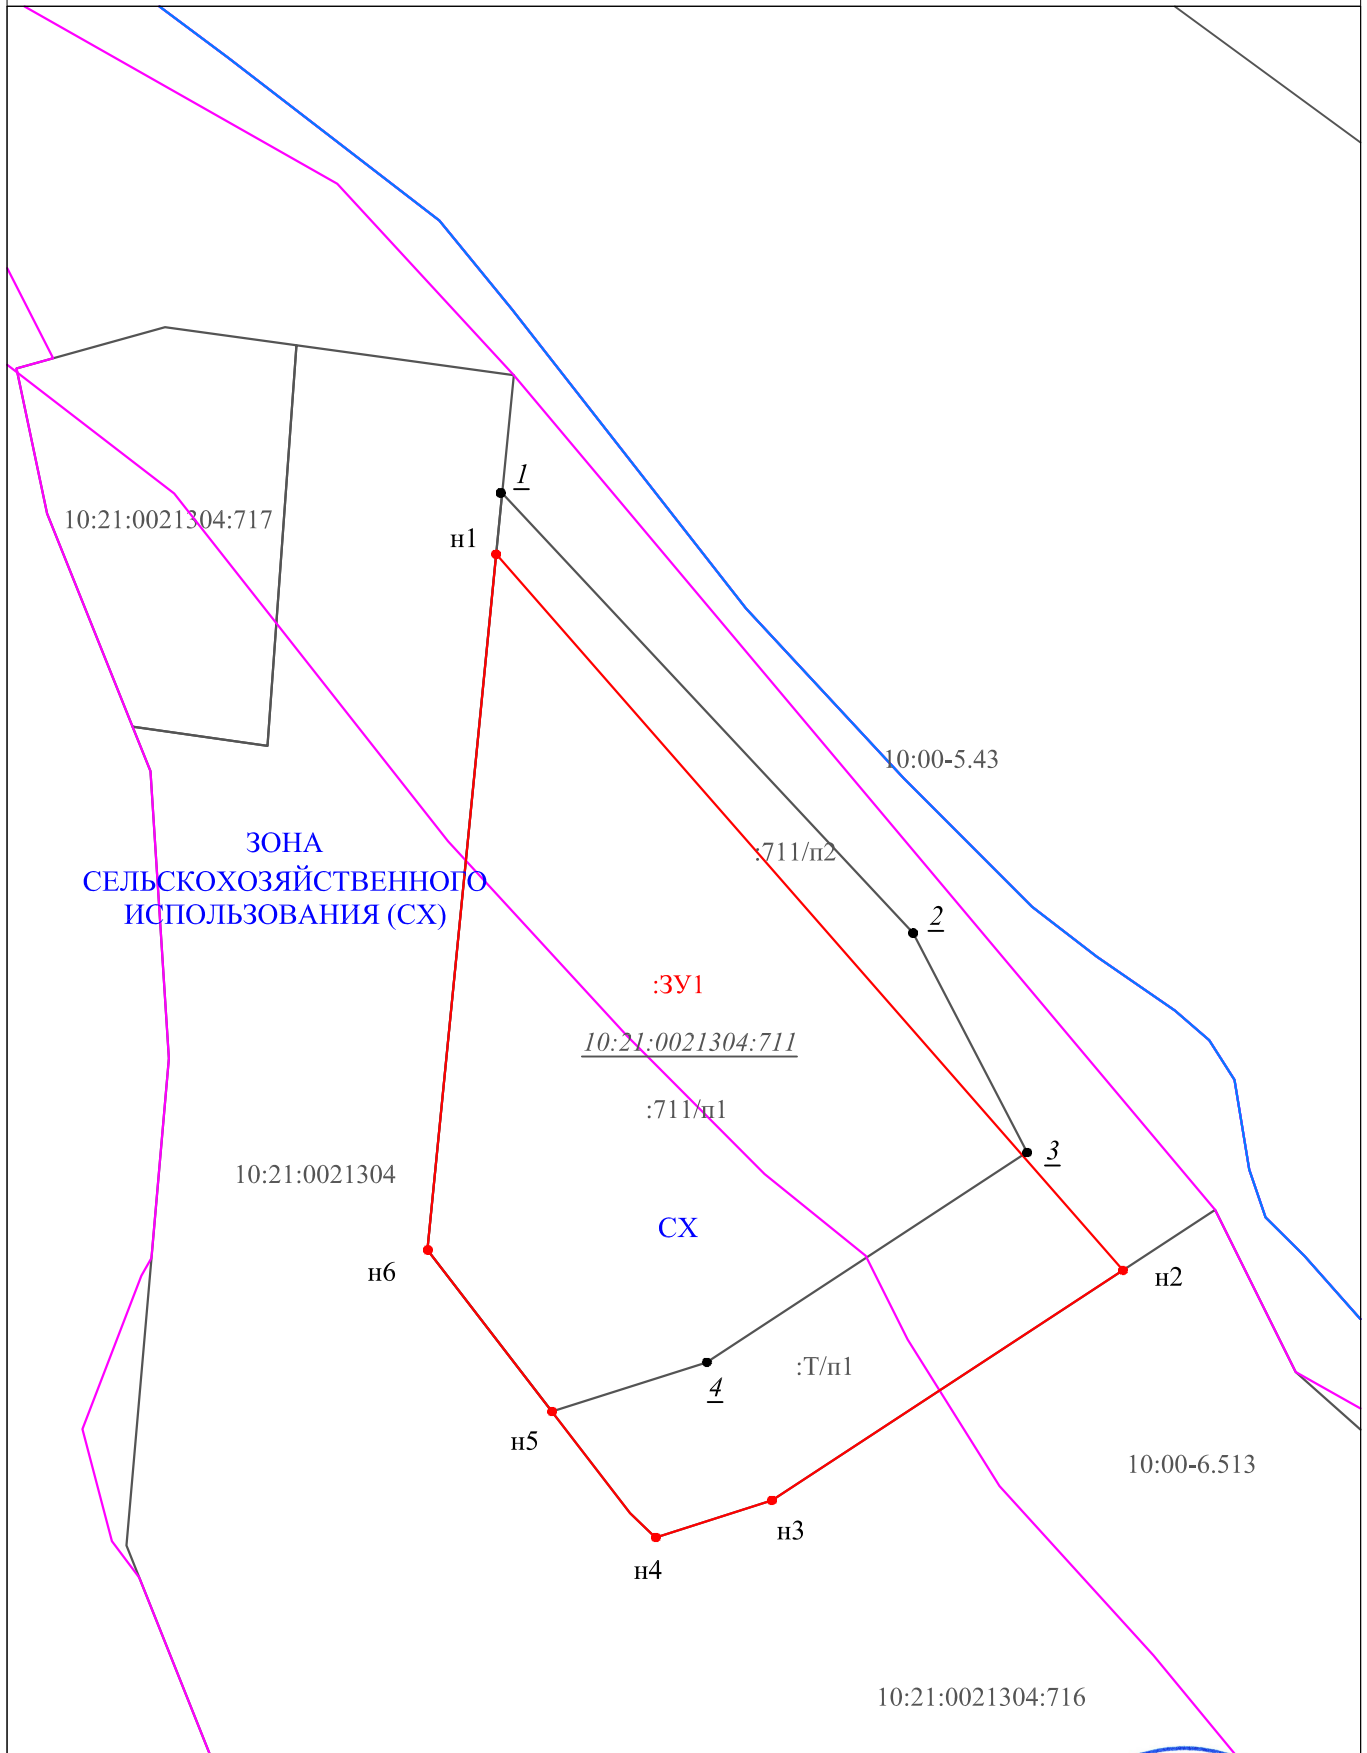 1
10:21:0021304:717
н1
10:00-5.43
ЗОНА
СЕЛЬСКОХОЗЯЙСТВЕННОГО
ИСПОЛЬЗОВАНИЯ (СХ)
:711/п2
2
:ЗУ1
10:21:0021304:711
:711/п1
3
10:21:0021304
СХ
н6
н2
:Т/п1
4
н5
10:00-6.513
н3
н4
10:21:0021304:716